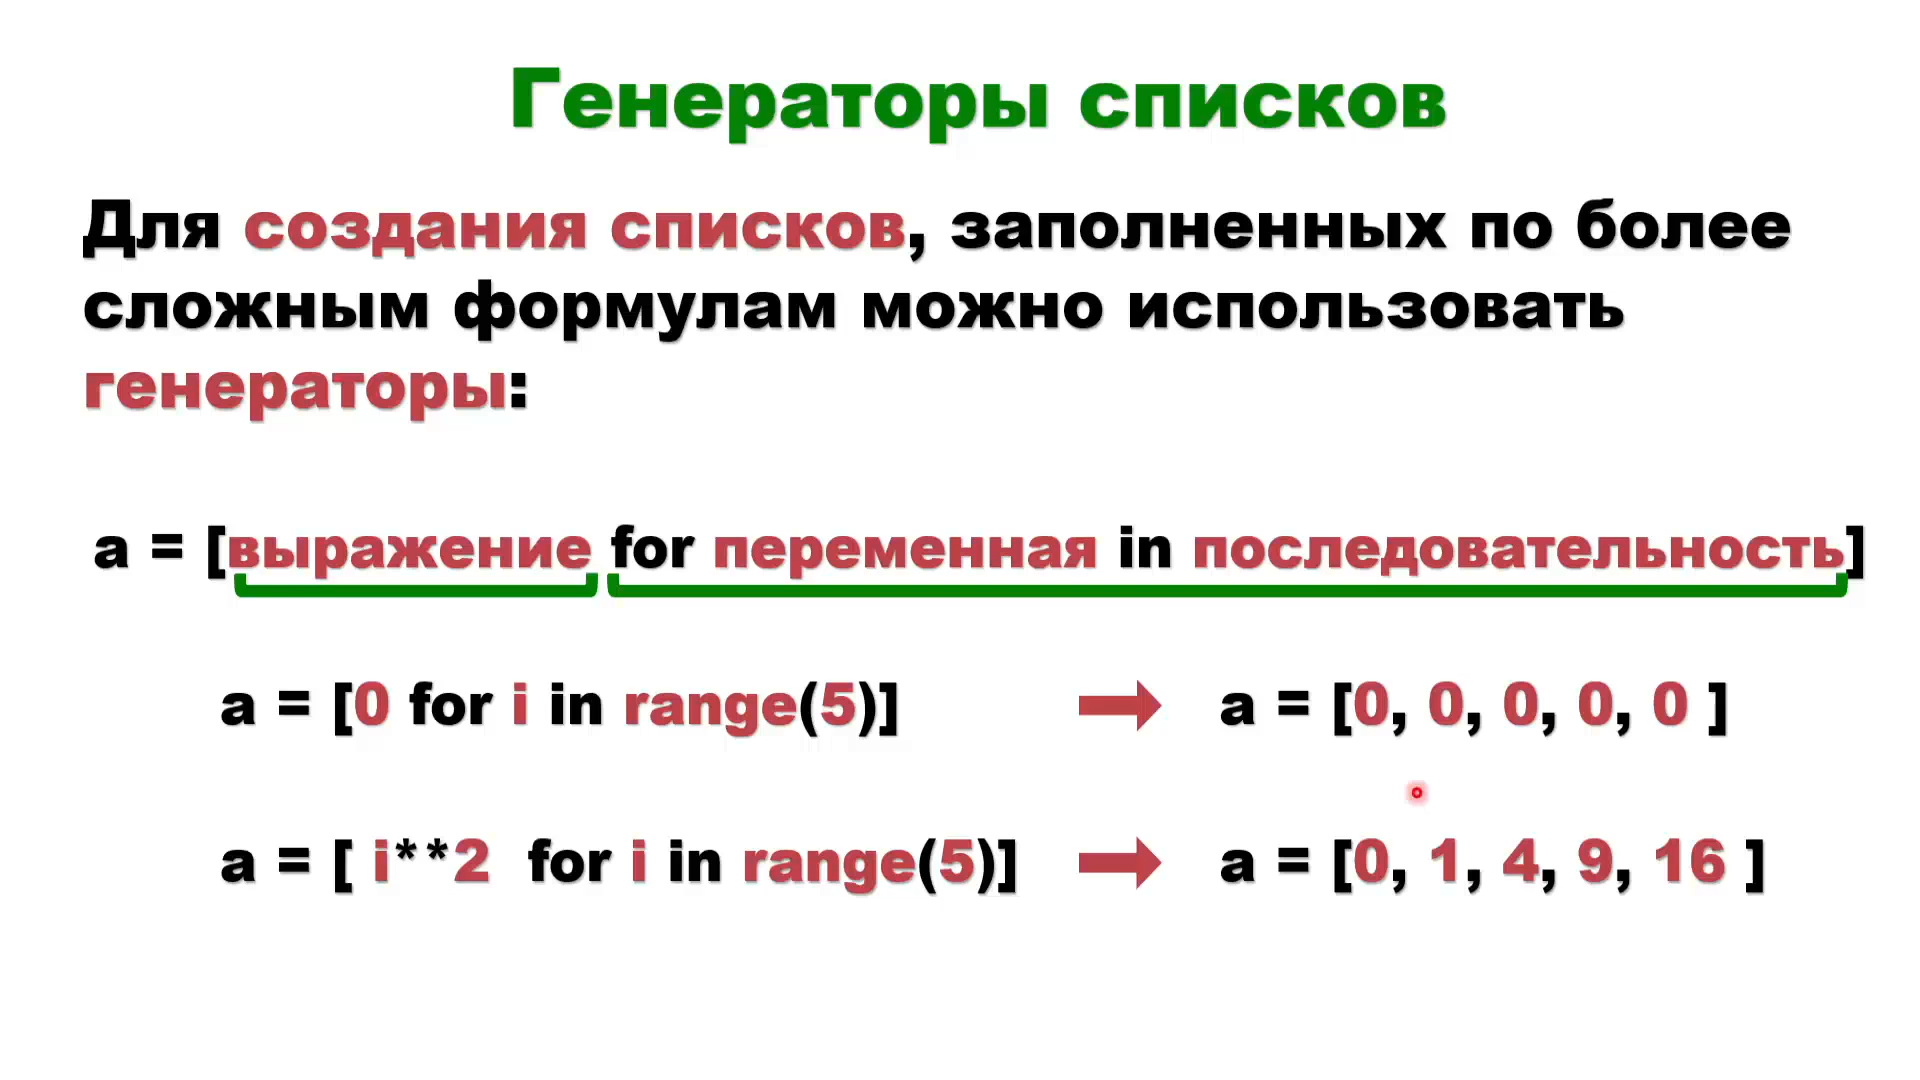 Генераторы списков
Для создания списков, заполненных по более
сложным формулам можно использовать
генераторы:
a = [выражение for переменная in последовательность]
a = [0 for i in range(5)] a = [0, 0, 0, 0, 0 ]
a = [ i**2 for i in range(5)] a = [0, 1, 4, 9, 16 ]